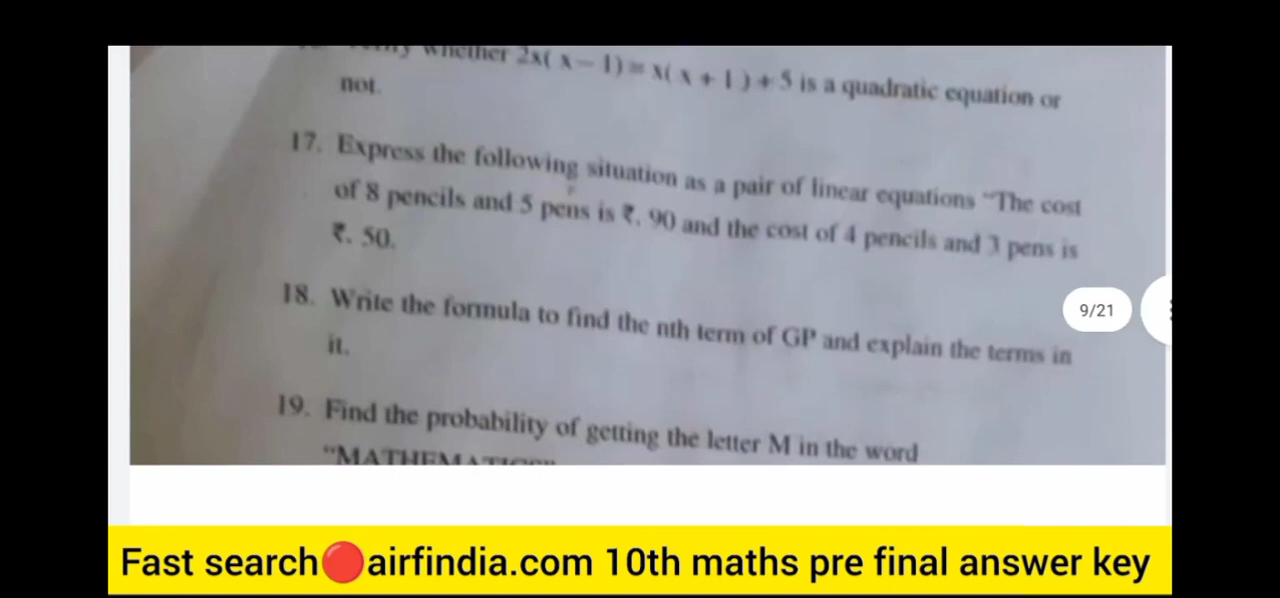 whether 2x( x – 1) = x( x + 1 ) + 5 is a quadratic equation or
not.
17. Express the following situation as a pair of linear equations “The cost
of 8 pencils and 5 pens is ₹. 90 and the cost of 4 pencils and 3 pens is
₹. 50.
18. Write the formula to find the nth term of GP and explain the terms in
it.
9/21
19. Find the probability of getting the letter M in the word
“MATHEMATICS”
Fast search🔴airfindia.com 10th maths pre final answer key